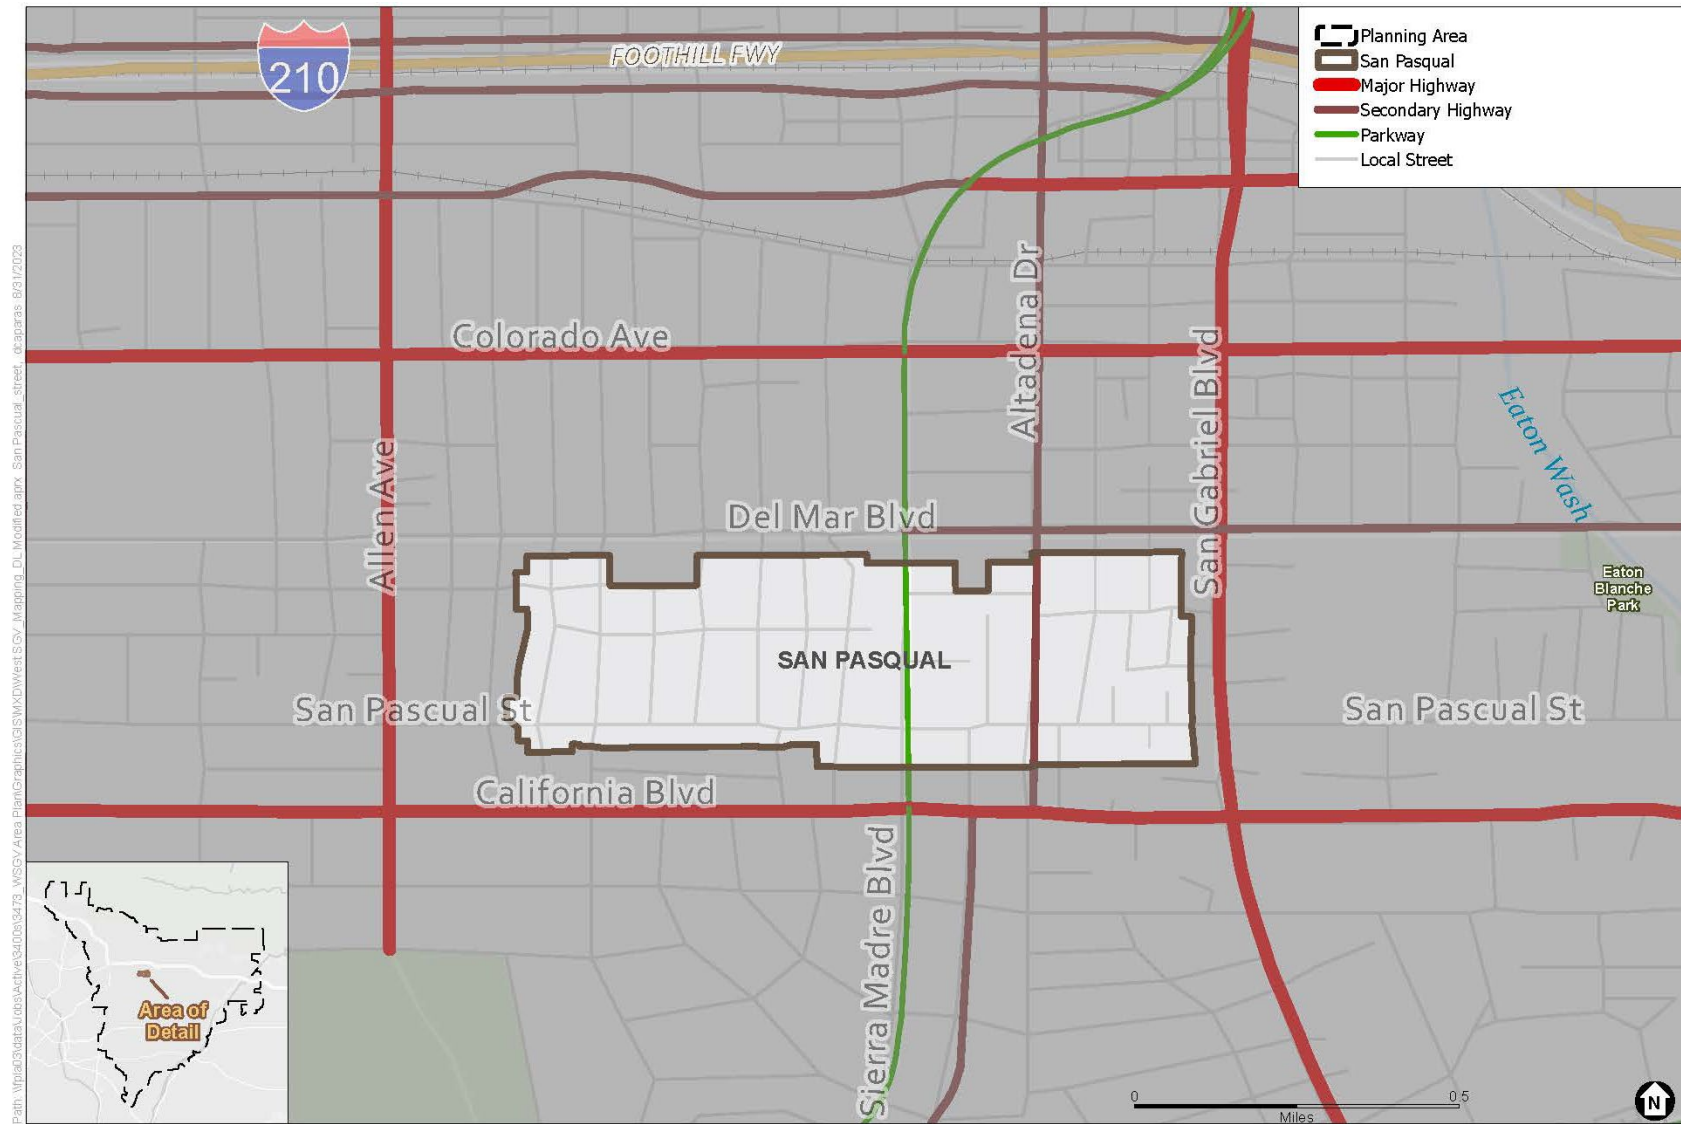 FOOTHILL FWY
210
Planning Area
San Pasqual
Major Highway
Secondary Highway
Parkway
Local Street
Colorado Ave
Altadena Dr
San Gabriel Blvd
Allen Ave
Eaton Wash
Del Mar Blvd
Eaton
Blanche
Park
SAN PASQUAL
San Pascual St
San Pascual St
California Blvd
Sierra Madre Blvd
Area of
Detail
0 0.5
Miles
N